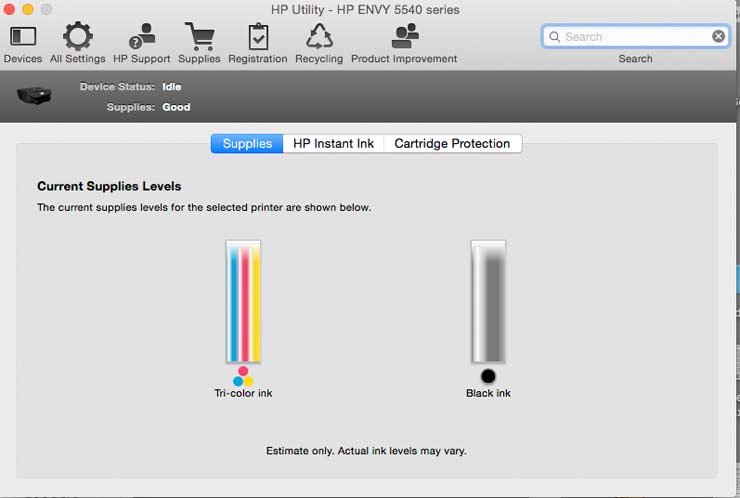 HP Utility - HP ENVY 5540 series
Devices All Settings HP Support Supplies Registration Recycling Product Improvement
Search
Search
Device Status: Idle
Supplies: Good
Supplies HP Instant Ink Cartridge Protection
Current Supplies Levels
The current supplies levels for the selected printer are shown below.
Tri-color ink Black ink
Estimate only. Actual ink levels may vary.